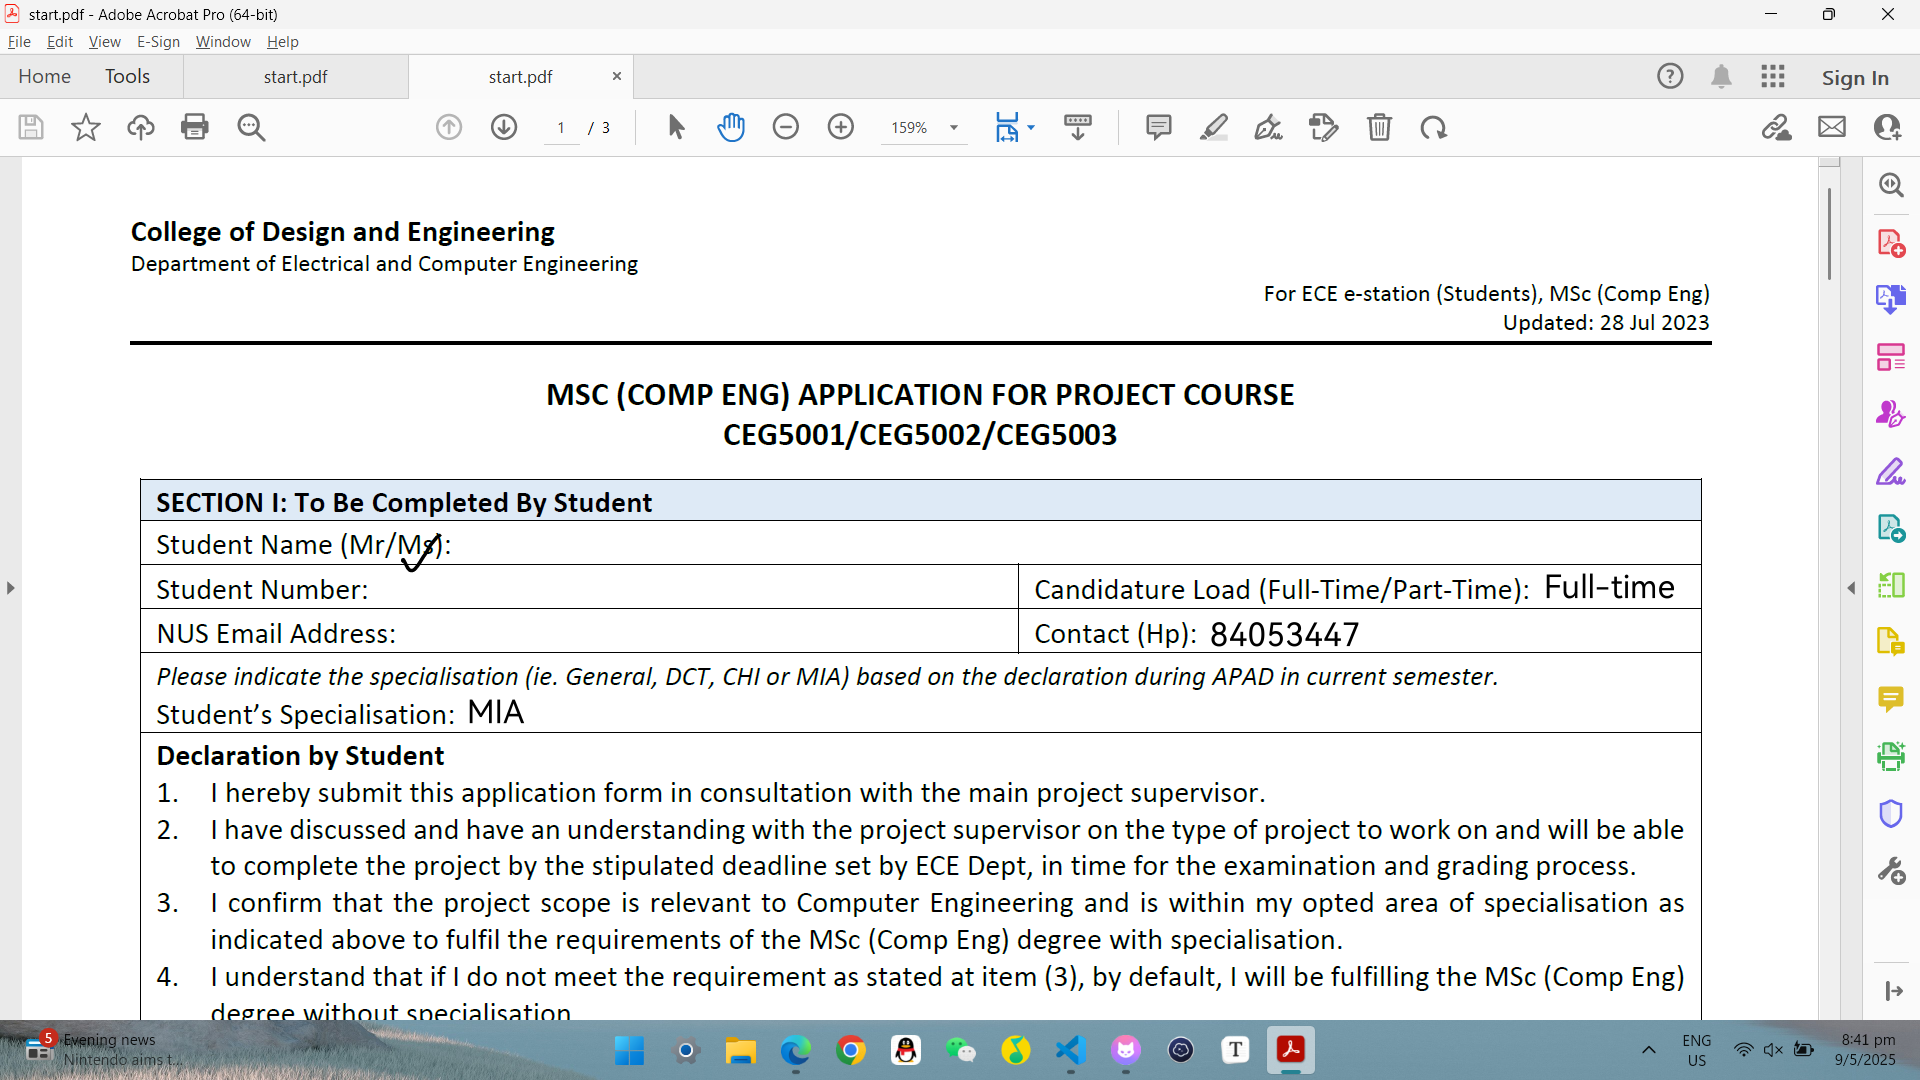 start.pdf - Adobe Acrobat Pro (64-bit)
File Edit View E-Sign Window Help
Home Tools start.pdf start.pdf × Sign In
1 / 3 159%
College of Design and Engineering
Department of Electrical and Computer Engineering
For ECE e-station (Students), MSc (Comp Eng)
Updated: 28 Jul 2023
MSC (COMP ENG) APPLICATION FOR PROJECT COURSE
CEG5001/CEG5002/CEG5003
SECTION I: To Be Completed By Student
Student Name (Mr/Ms):
Student Number:
Candidature Load (Full-Time/Part-Time): Full-time
NUS Email Address:
Contact (Hp): 84053447
Please indicate the specialisation (ie. General, DCT, CHI or MIA) based on the declaration during APAD in current semester.
Student’s Specialisation: MIA
Declaration by Student
1. I hereby submit this application form in consultation with the main project supervisor.
2. I have discussed and have an understanding with the project supervisor on the type of project to work on and will be able
to complete the project by the stipulated deadline set by ECE Dept, in time for the examination and grading process.
3. I confirm that the project scope is relevant to Computer Engineering and is within my opted area of specialisation as
indicated above to fulfil the requirements of the MSc (Comp Eng) degree with specialisation.
4. I understand that if I do not meet the requirement as stated at item (3), by default, I will be fulfilling the MSc (Comp Eng)
degree without specialisation
5 Evening news
Nintendo aims t...
T
ENG
US
8:41 pm
9/5/2025